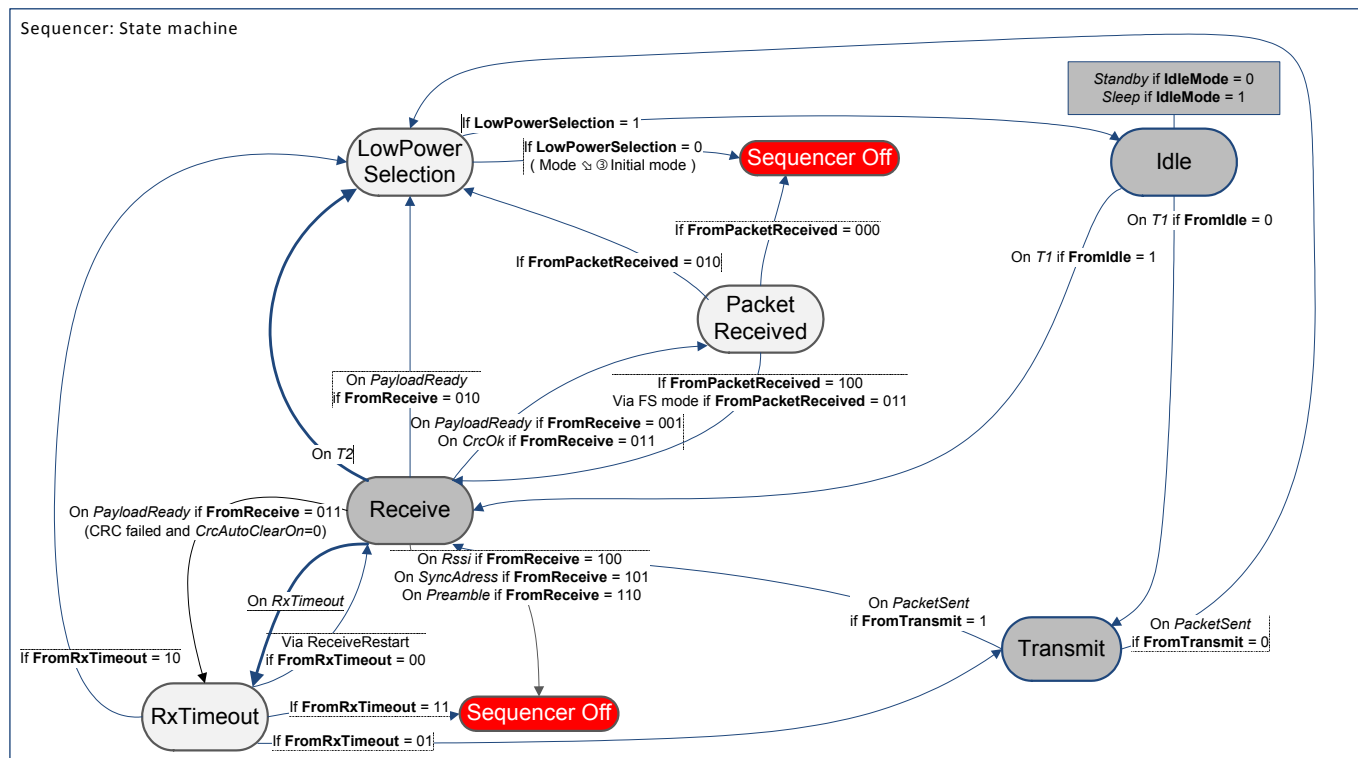 Sequencer: State machine
Standby if IdleMode = 0
Sleep if IdleMode = 1
If LowPowerSelection = 1
LowPower
Selection
If LowPowerSelection = 0
( Mode ⇘ ③ Initial mode )
Sequencer Off
Idle
On T1 if FromIdle = 0
If FromPacketReceived = 000
On T1 if FromIdle = 1
If FromPacketReceived = 010
Packet
Received
On PayloadReady
if FromReceive = 010
If FromPacketReceived = 100
Via FS mode if FromPacketReceived = 011
On PayloadReady if FromReceive = 001
On CrcOk if FromReceive = 011
On T2
Receive
On PayloadReady if FromReceive = 011
(CRC failed and CrcAutoClearOn=0)
On Rssi if FromReceive = 100
On SyncAdress if FromReceive = 101
On Preamble if FromReceive = 110
On RxTimeout
On PacketSent
if FromTransmit = 1
Via ReceiveRestart
if FromRxTimeout = 00
Transmit
On PacketSent
if FromTransmit = 0
If FromRxTimeout = 10
RxTimeout
If FromRxTimeout = 11
Sequencer Off
If FromRxTimeout = 01